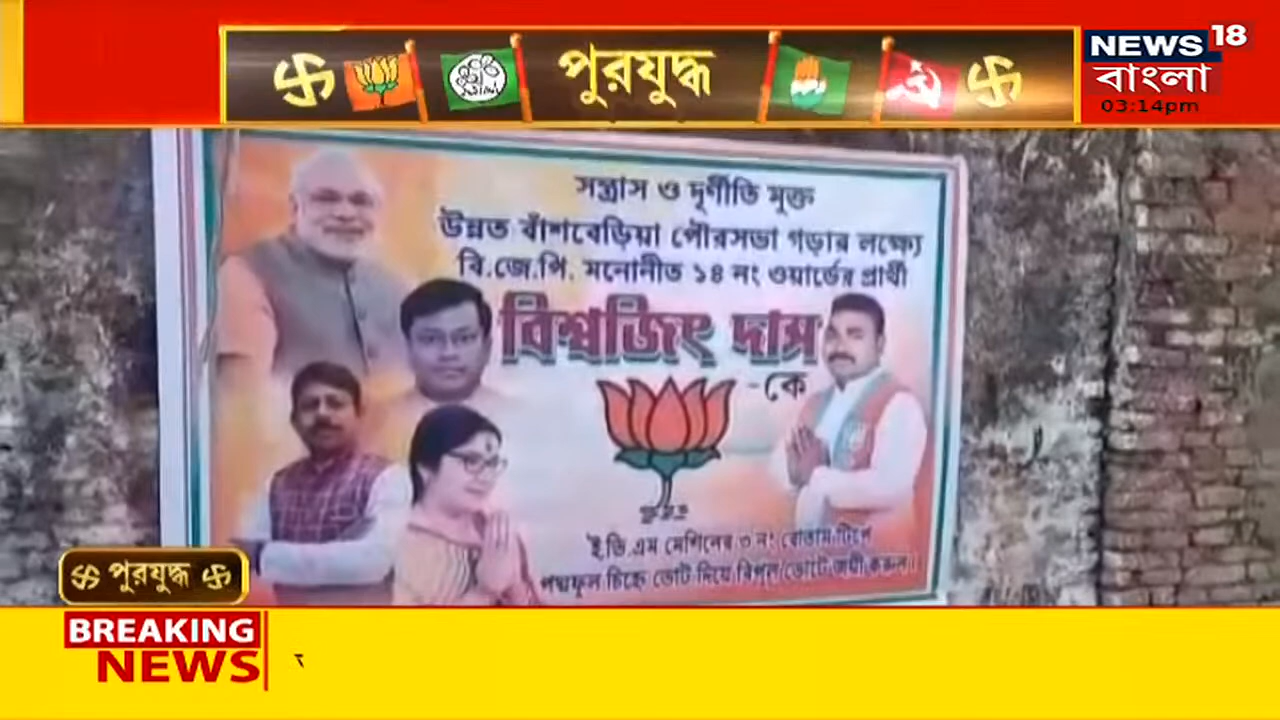 পুরযুদ্ধ
NEWS 18
বাংলা
03:14pm
সন্ত্রাস ও দূর্ণীতি মুক্ত
উন্নত বাঁশবেড়িয়া পৌরসভা গড়ার লক্ষ্যে
বি.জে.পি. মনোনীত ১৪ নং ওয়ার্ডের প্রার্থী
বিশ্বজিৎ দাস
-কে
ই.ভি.এম মেশিনের ৩ নং বোতাম টিপে
পদ্মফুল চিহ্নে ভোট দিয়ে বিপুল ভোটে জয়ী করুন।
পুরযুদ্ধ
BREAKING
NEWS